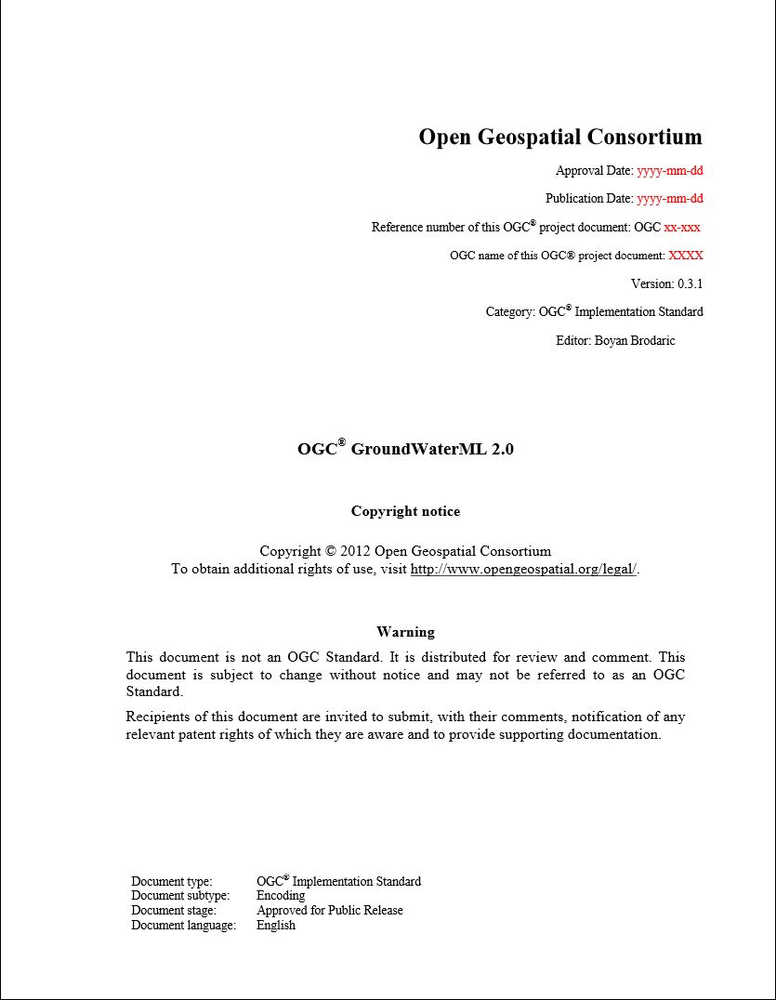 Open Geospatial Consortium
Approval Date: yyyy-mm-dd
Publication Date: yyyy-mm-dd
Reference number of this OGC® project document: OGC xx-xxx
OGC name of this OGC® project document: XXXX
Version: 0.3.1
Category: OGC® Implementation Standard
Editor: Boyan Brodaric
OGC® GroundWaterML 2.0
Copyright notice
Copyright © 2012 Open Geospatial Consortium
To obtain additional rights of use, visit http://www.opengeospatial.org/legal/.
Warning
This document is not an OGC Standard. It is distributed for review and comment. This
document is subject to change without notice and may not be referred to as an OGC
Standard.
Recipients of this document are invited to submit, with their comments, notification of any
relevant patent rights of which they are aware and to provide supporting documentation.
Document type: OGC® Implementation Standard
Document subtype: Encoding
Document stage: Approved for Public Release
Document language: English